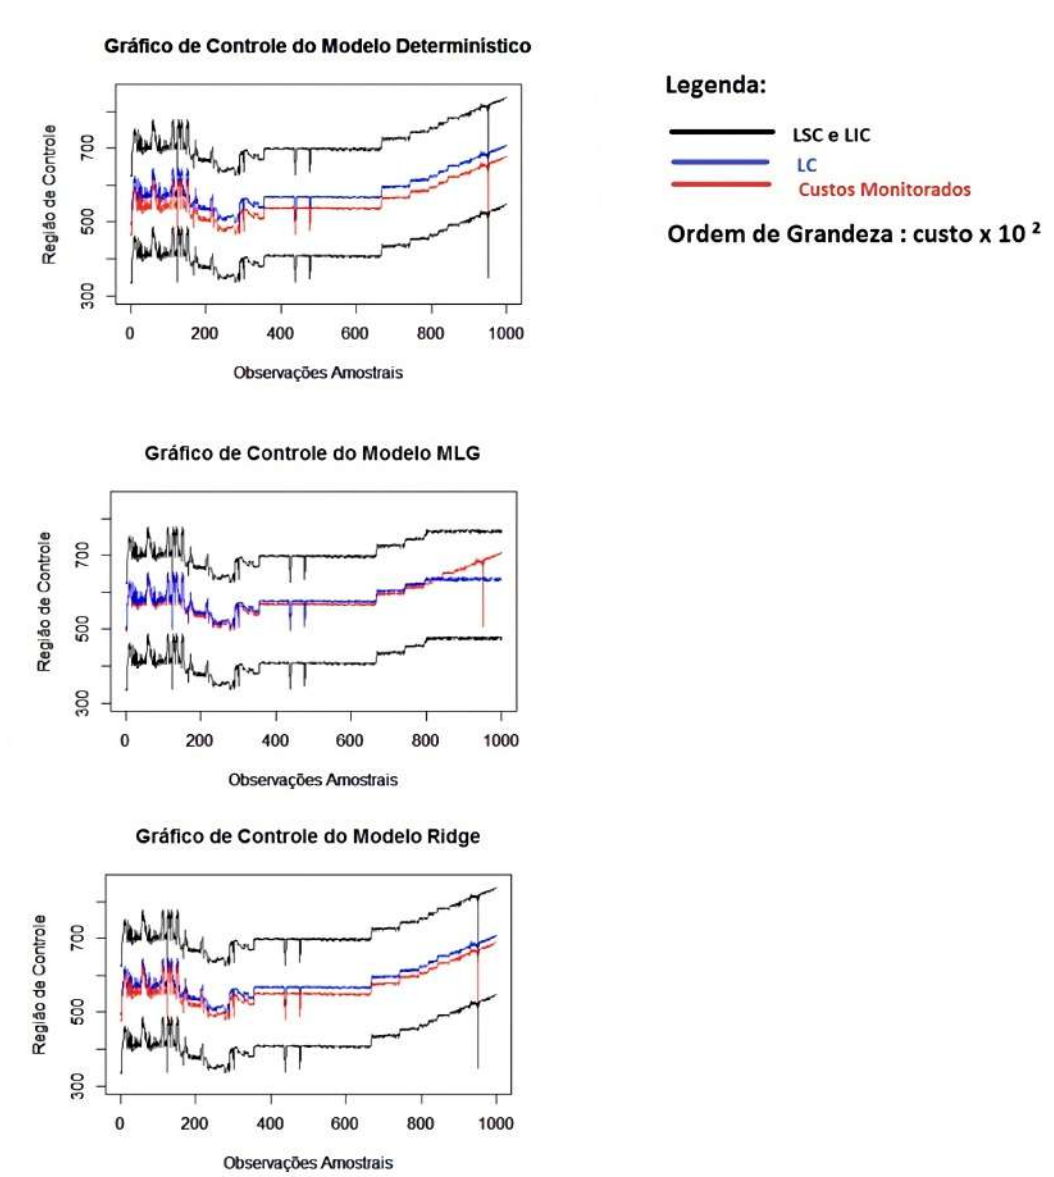 Gráfico de Controle do Modelo Determinístico
Região de Controle
300 500 700
0 200 400 600 800 1000
Observações Amostrais
Legenda:
LSC e LIC
LC
Custos Monitorados
Ordem de Grandeza : custo x 10 ²
Gráfico de Controle do Modelo MLG
Região de Controle
300 500 700
0 200 400 600 800 1000
Observações Amostrais
Gráfico de Controle do Modelo Ridge
Região de Controle
300 500 700
0 200 400 600 800 1000
Observações Amostrais